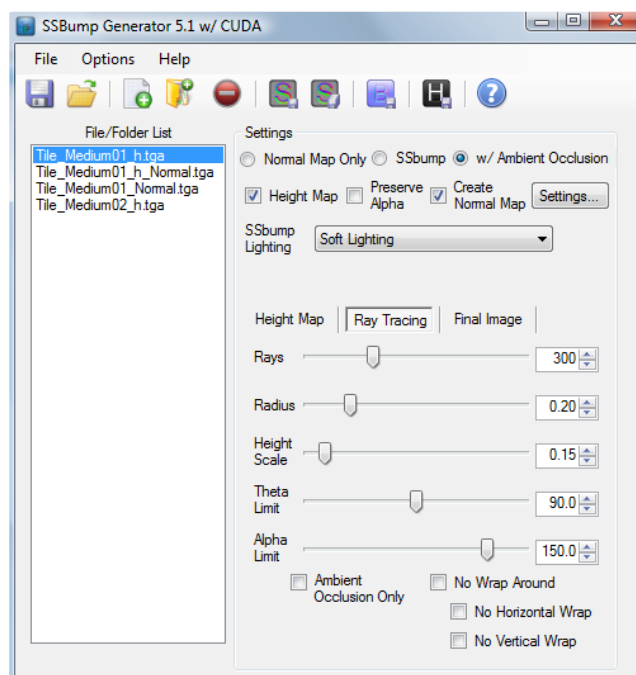 SSBump Generator 5.1 w/ CUDA
File Options Help
File/Folder List
Tile_Medium01_h.tga
Tile_Medium01_h_Normal.tga
Tile_Medium01_Normal.tga
Tile_Medium02_h.tga
Settings
Normal Map Only SSbump w/ Ambient Occlusion
Height Map Preserve Alpha Create Normal Map Settings...
SSbump Lighting Soft Lighting
Height Map Ray Tracing Final Image
Rays 300
Radius 0.20
Height Scale 0.15
Theta Limit 90.0
Alpha Limit 150.0
Ambient Occlusion Only No Wrap Around
No Horizontal Wrap
No Vertical Wrap